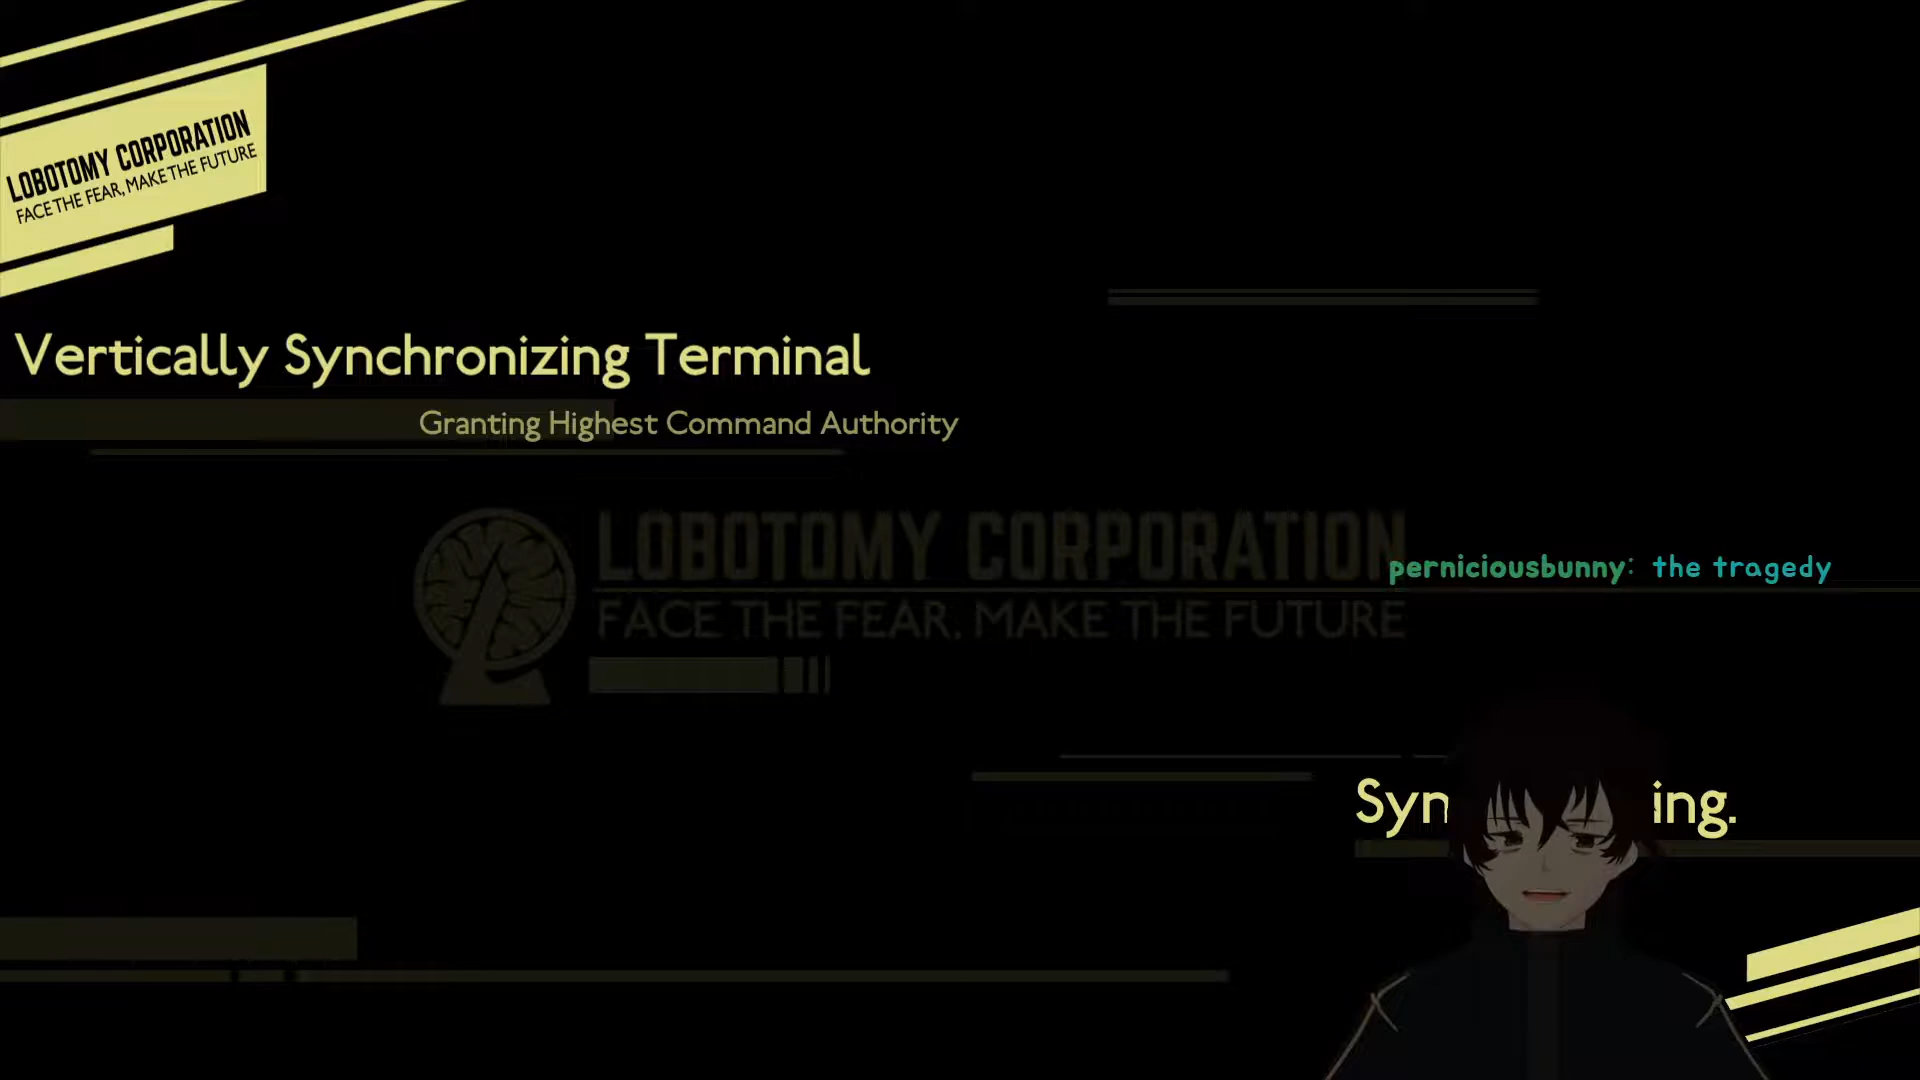 LOBOTOMY CORPORATION
FACE THE FEAR, MAKE THE FUTURE
Vertically Synchronizing Terminal
Granting Highest Command Authority
LOBOTOMY CORPORATION
perniciousbunny: the tragedy
FACE THE FEAR, MAKE THE FUTURE
Syn ing.